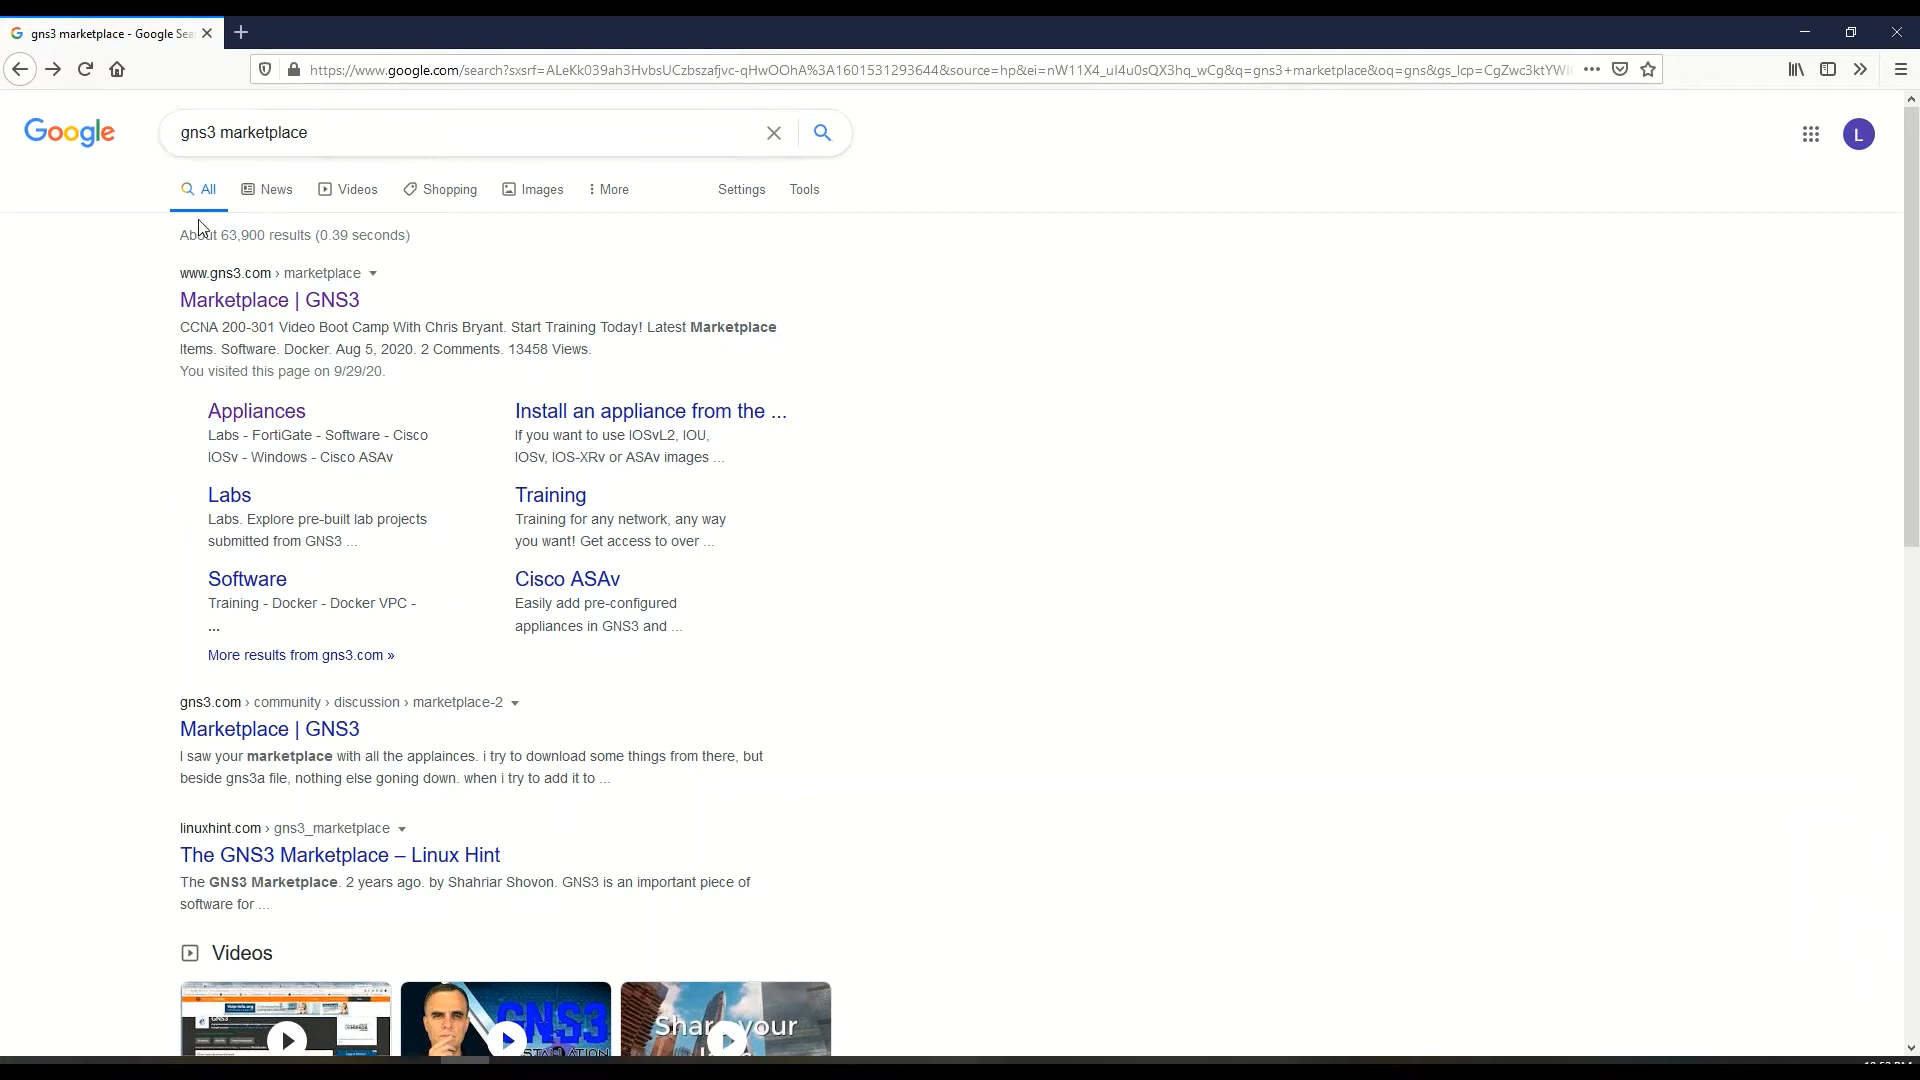 gns3 marketplace - Google Sea
https://www.google.com/search?sxsrf=ALeKk039ah3HvbsUCzbszafjvc-qHwOOhA%3A1601531293644&source=hp&ei=nW11X4_uI4u0sQX3hq_wCg&q=gns3+marketplace&oq=gns&gs_lcp=CgZwc3ktYWI
Google
gns3 marketplace
L
All News Videos Shopping Images More Settings Tools
About 63,900 results (0.39 seconds)
www.gns3.com › marketplace
Marketplace | GNS3
CCNA 200-301 Video Boot Camp With Chris Bryant. Start Training Today! Latest Marketplace
Items. Software. Docker. Aug 5, 2020. 2 Comments. 13458 Views.
You visited this page on 9/29/20.
Appliances
Labs - FortiGate - Software - Cisco
IOSv - Windows - Cisco ASAv
Install an appliance from the ...
If you want to use IOSvL2, IOU,
IOSv, IOS-XRv or ASAv images ...
Labs
Labs. Explore pre-built lab projects
submitted from GNS3 ...
Training
Training for any network, any way
you want! Get access to over ...
Software
Training - Docker - Docker VPC -
...
Cisco ASAv
Easily add pre-configured
appliances in GNS3 and ...
More results from gns3.com »
gns3.com › community › discussion › marketplace-2
Marketplace | GNS3
I saw your marketplace with all the applainces. i try to download some things from there, but
beside gns3a file, nothing else goning down. when i try to add it to ...
linuxhint.com › gns3_marketplace
The GNS3 Marketplace – Linux Hint
The GNS3 Marketplace. 2 years ago. by Shahriar Shovon. GNS3 is an important piece of
software for ...
Videos
GNS3
GNS3
Share your